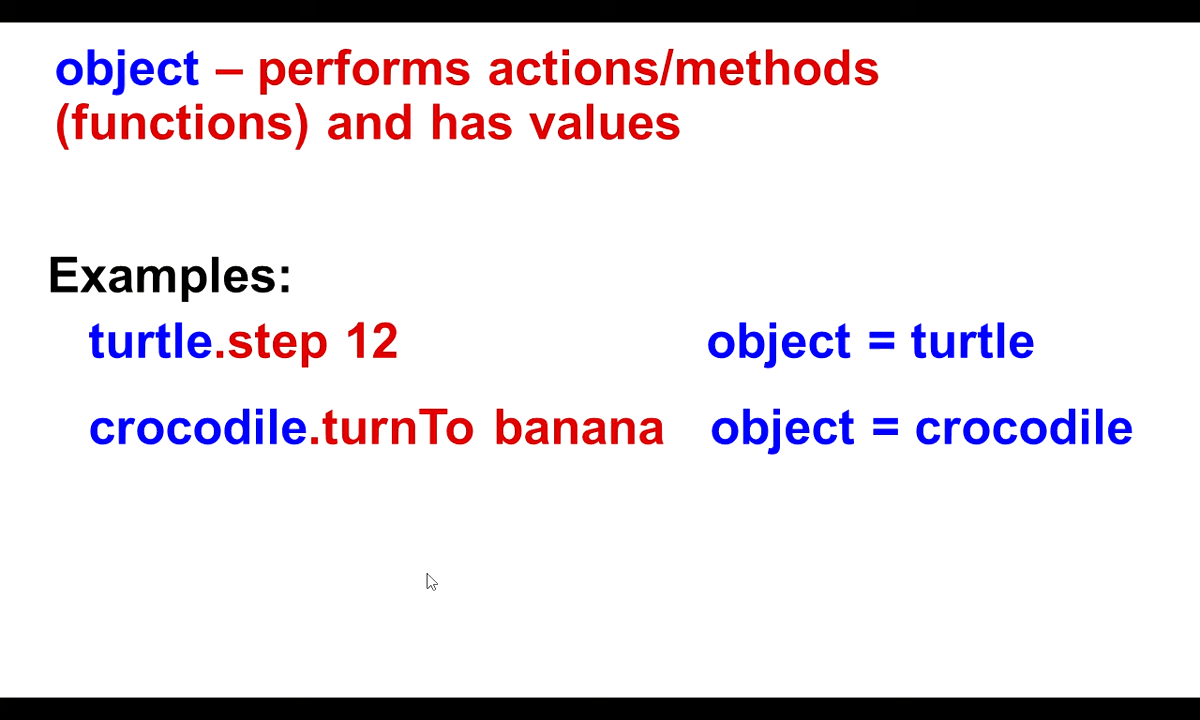 object – performs actions/methods
(functions) and has values
Examples:
turtle.step 12 object = turtle
crocodile.turnTo banana object = crocodile